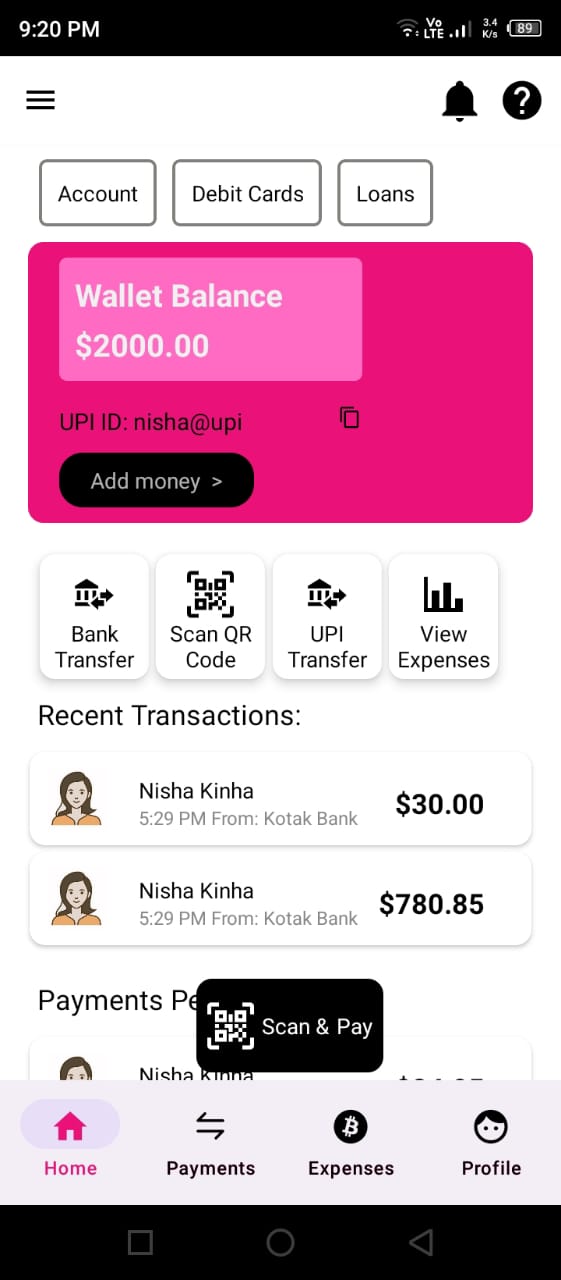 9:20 PM Vo LTE 3.4 K/s 89
Account Debit Cards Loans
Wallet Balance
$2000.00
UPI ID: nisha@upi
Add money >
Bank Transfer
Scan QR Code
UPI Transfer
View Expenses
Recent Transactions:
Nisha Kinha
5:29 PM From: Kotak Bank
$30.00
Nisha Kinha
5:29 PM From: Kotak Bank
$780.85
Payments
Scan & Pay
Nisha Kinha
Home Payments Expenses Profile